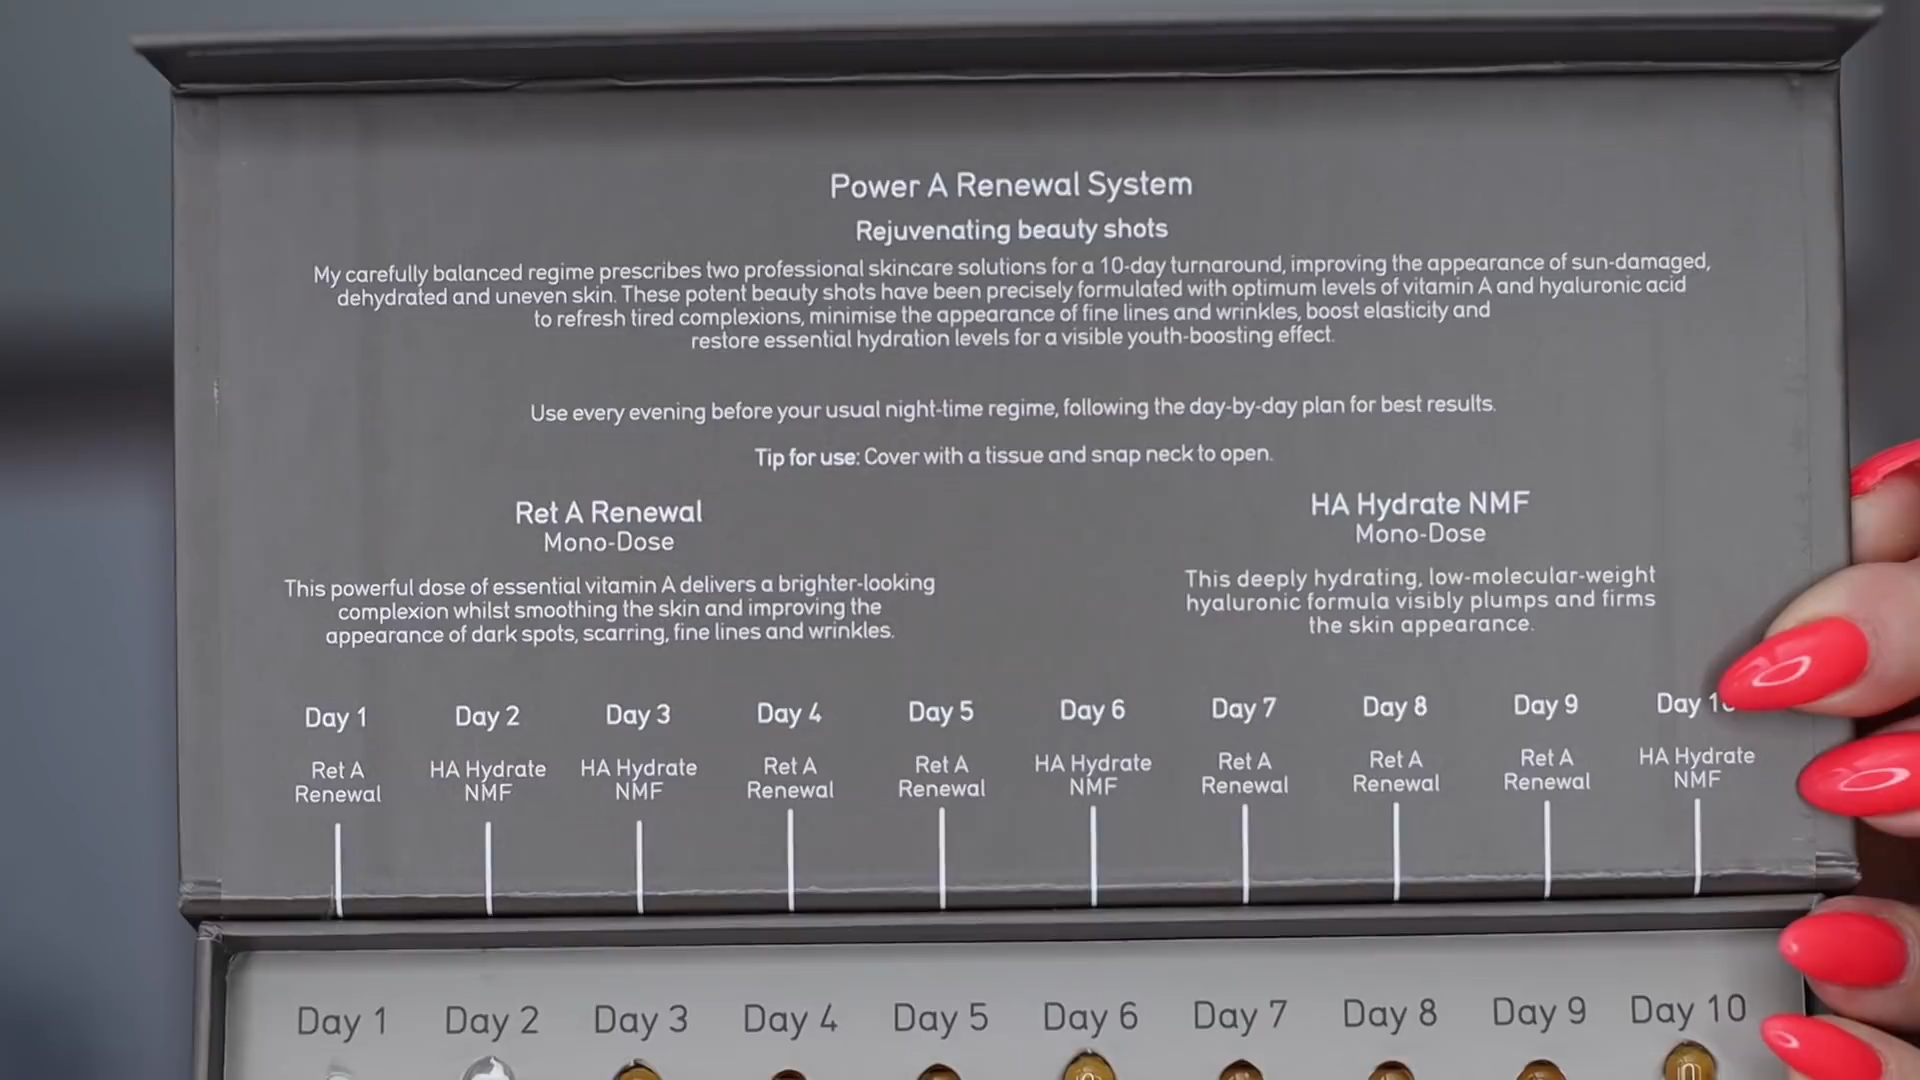 Power A Renewal System
Rejuvenating beauty shots
My carefully balanced regime prescribes two professional skincare solutions for a 10-day turnaround, improving the appearance of sun-damaged,
dehydrated and uneven skin. These potent beauty shots have been precisely formulated with optimum levels of vitamin A and hyaluronic acid
to refresh tired complexions, minimise the appearance of fine lines and wrinkles, boost elasticity and
restore essential hydration levels for a visible youth-boosting effect.
Use every evening before your usual night-time regime, following the day-by-day plan for best results.
Tip for use: Cover with a tissue and snap neck to open.
Ret A Renewal
Mono-Dose
This powerful dose of essential vitamin A delivers a brighter-looking
complexion whilst smoothing the skin and improving the
appearance of dark spots, scarring, fine lines and wrinkles.
HA Hydrate NMF
Mono-Dose
This deeply hydrating, low-molecular-weight
hyaluronic formula visibly plumps and firms
the skin appearance.
Day 1 Day 2 Day 3 Day 4 Day 5 Day 6 Day 7 Day 8 Day 9 Day 10
Ret A HA Hydrate HA Hydrate Ret A Ret A HA Hydrate Ret A Ret A Ret A HA Hydrate
Renewal NMF NMF Renewal Renewal NMF Renewal Renewal Renewal NMF
Day 1 Day 2 Day 3 Day 4 Day 5 Day 6 Day 7 Day 8 Day 9 Day 10